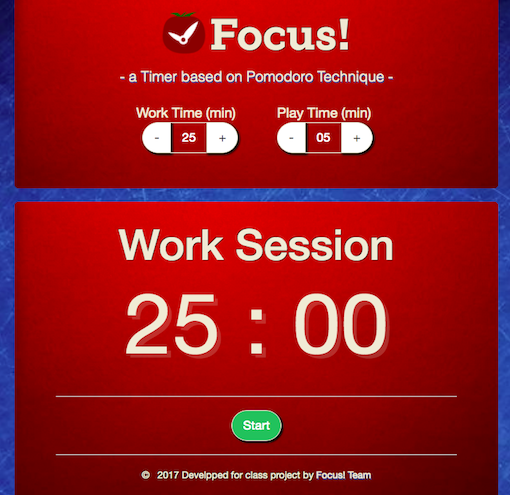 Focus!
- a Timer based on Pomodoro Technique -
Work Time (min) Play Time (min)
- 25 + - 05 +
Work Session
25 : 00
Start
© 2017 Develpped for class project by Focus! Team